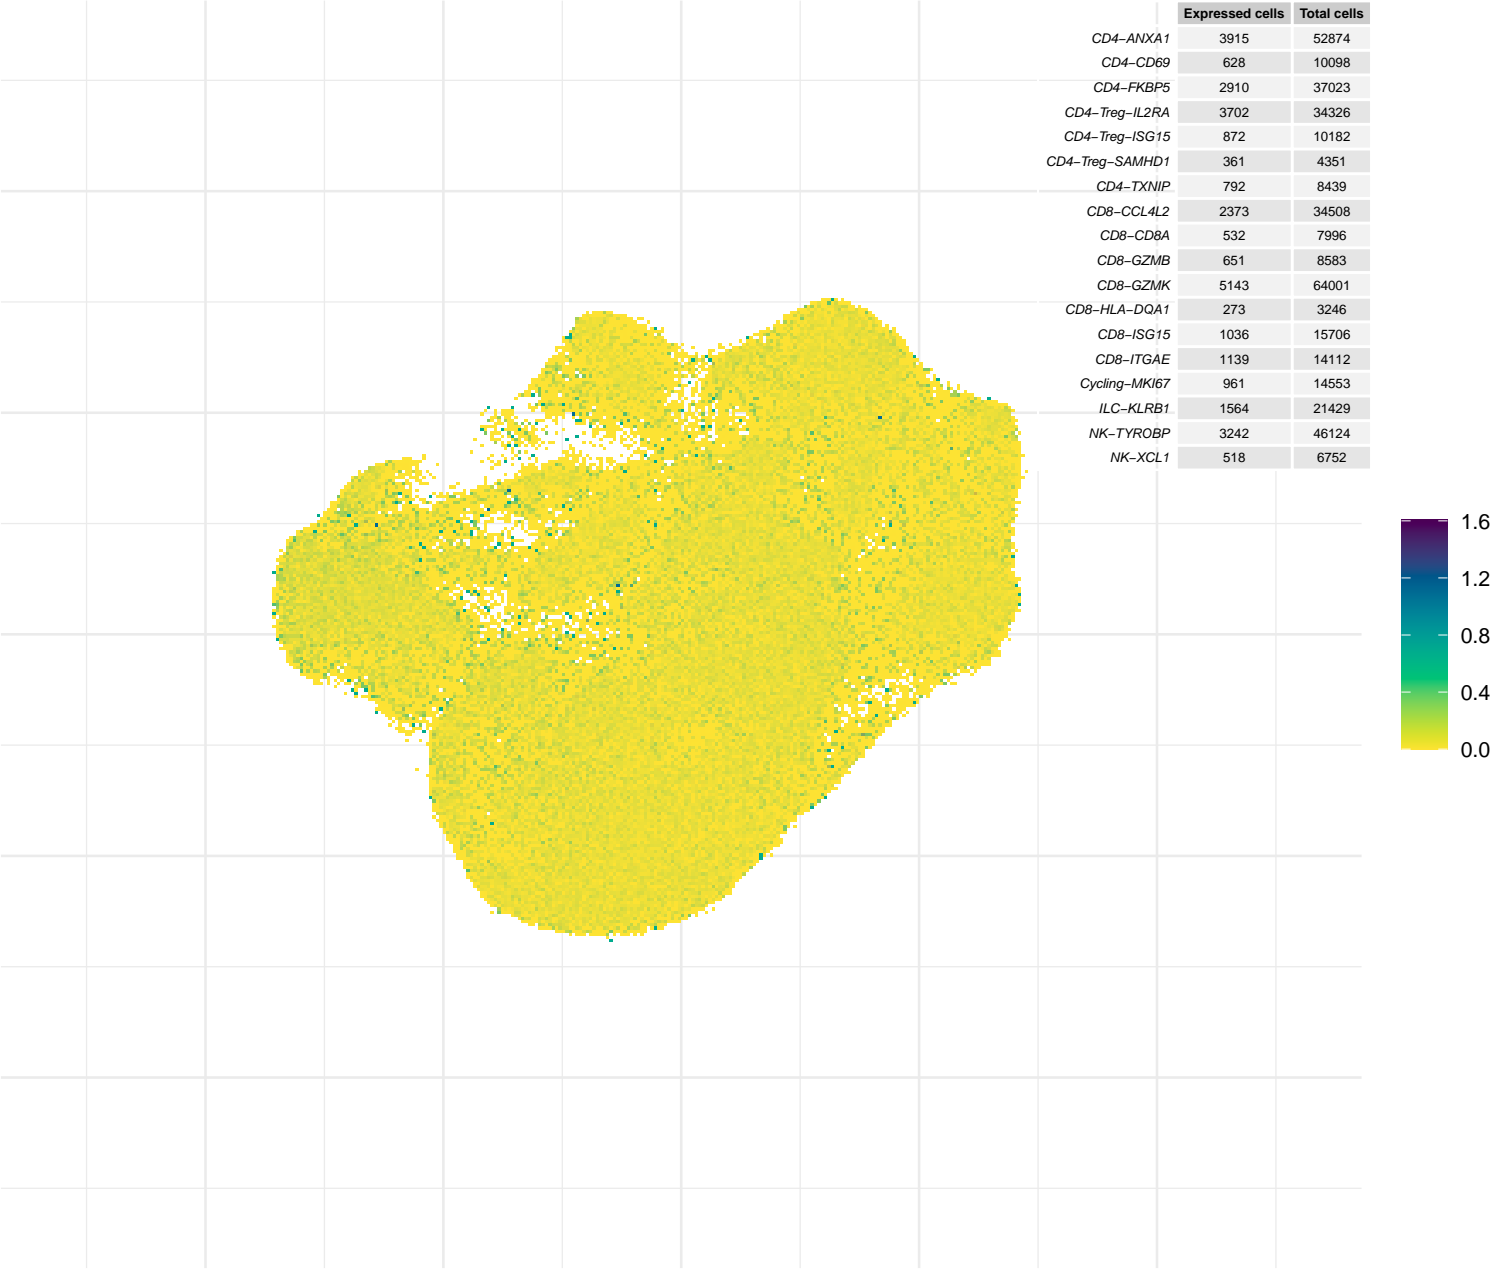 Expressed cells Total cells
CD4−ANXA1 3915 52874
CD4−CD69 628 10098
CD4−FKBP5 2910 37023
CD4−Treg−IL2RA 3702 34326
CD4−Treg−ISG15 872 10182
CD4−Treg−SAMHD1 361 4351
CD4−TXNIP 792 8439
CD8−CCL4L2 2373 34508
CD8−CD8A 532 7996
CD8−GZMB 651 8583
CD8−GZMK 5143 64001
CD8−HLA−DQA1 273 3246
CD8−ISG15 1036 15706
CD8−ITGAE 1139 14112
Cycling−MKI67 961 14553
ILC−KLRB1 1564 21429
NK−TYROBP 3242 46124
NK−XCL1 518 6752
1.6
1.2
0.8
0.4
0.0